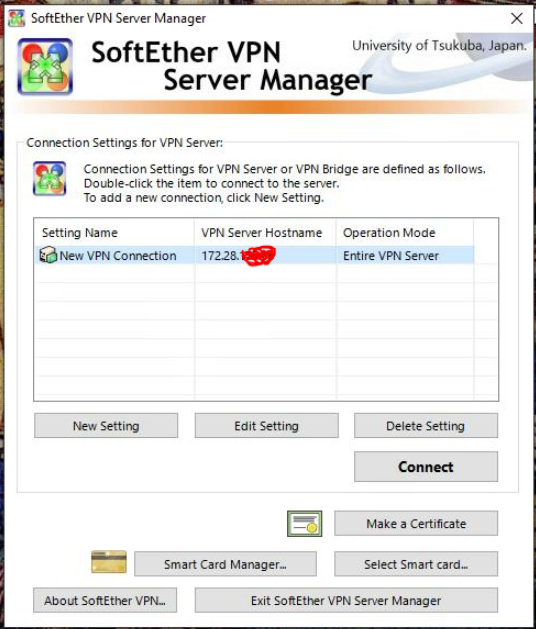 SoftEther VPN Server Manager
SoftEther VPN
Server Manager
University of Tsukuba, Japan.
Connection Settings for VPN Server:
Connection Settings for VPN Server or VPN Bridge are defined as follows.
Double-click the item to connect to the server.
To add a new connection, click New Setting.
Setting Name VPN Server Hostname Operation Mode
New VPN Connection 172.28. Entire VPN Server
New Setting Edit Setting Delete Setting
Connect
Make a Certificate
Smart Card Manager... Select Smart card...
About SoftEther VPN... Exit SoftEther VPN Server Manager